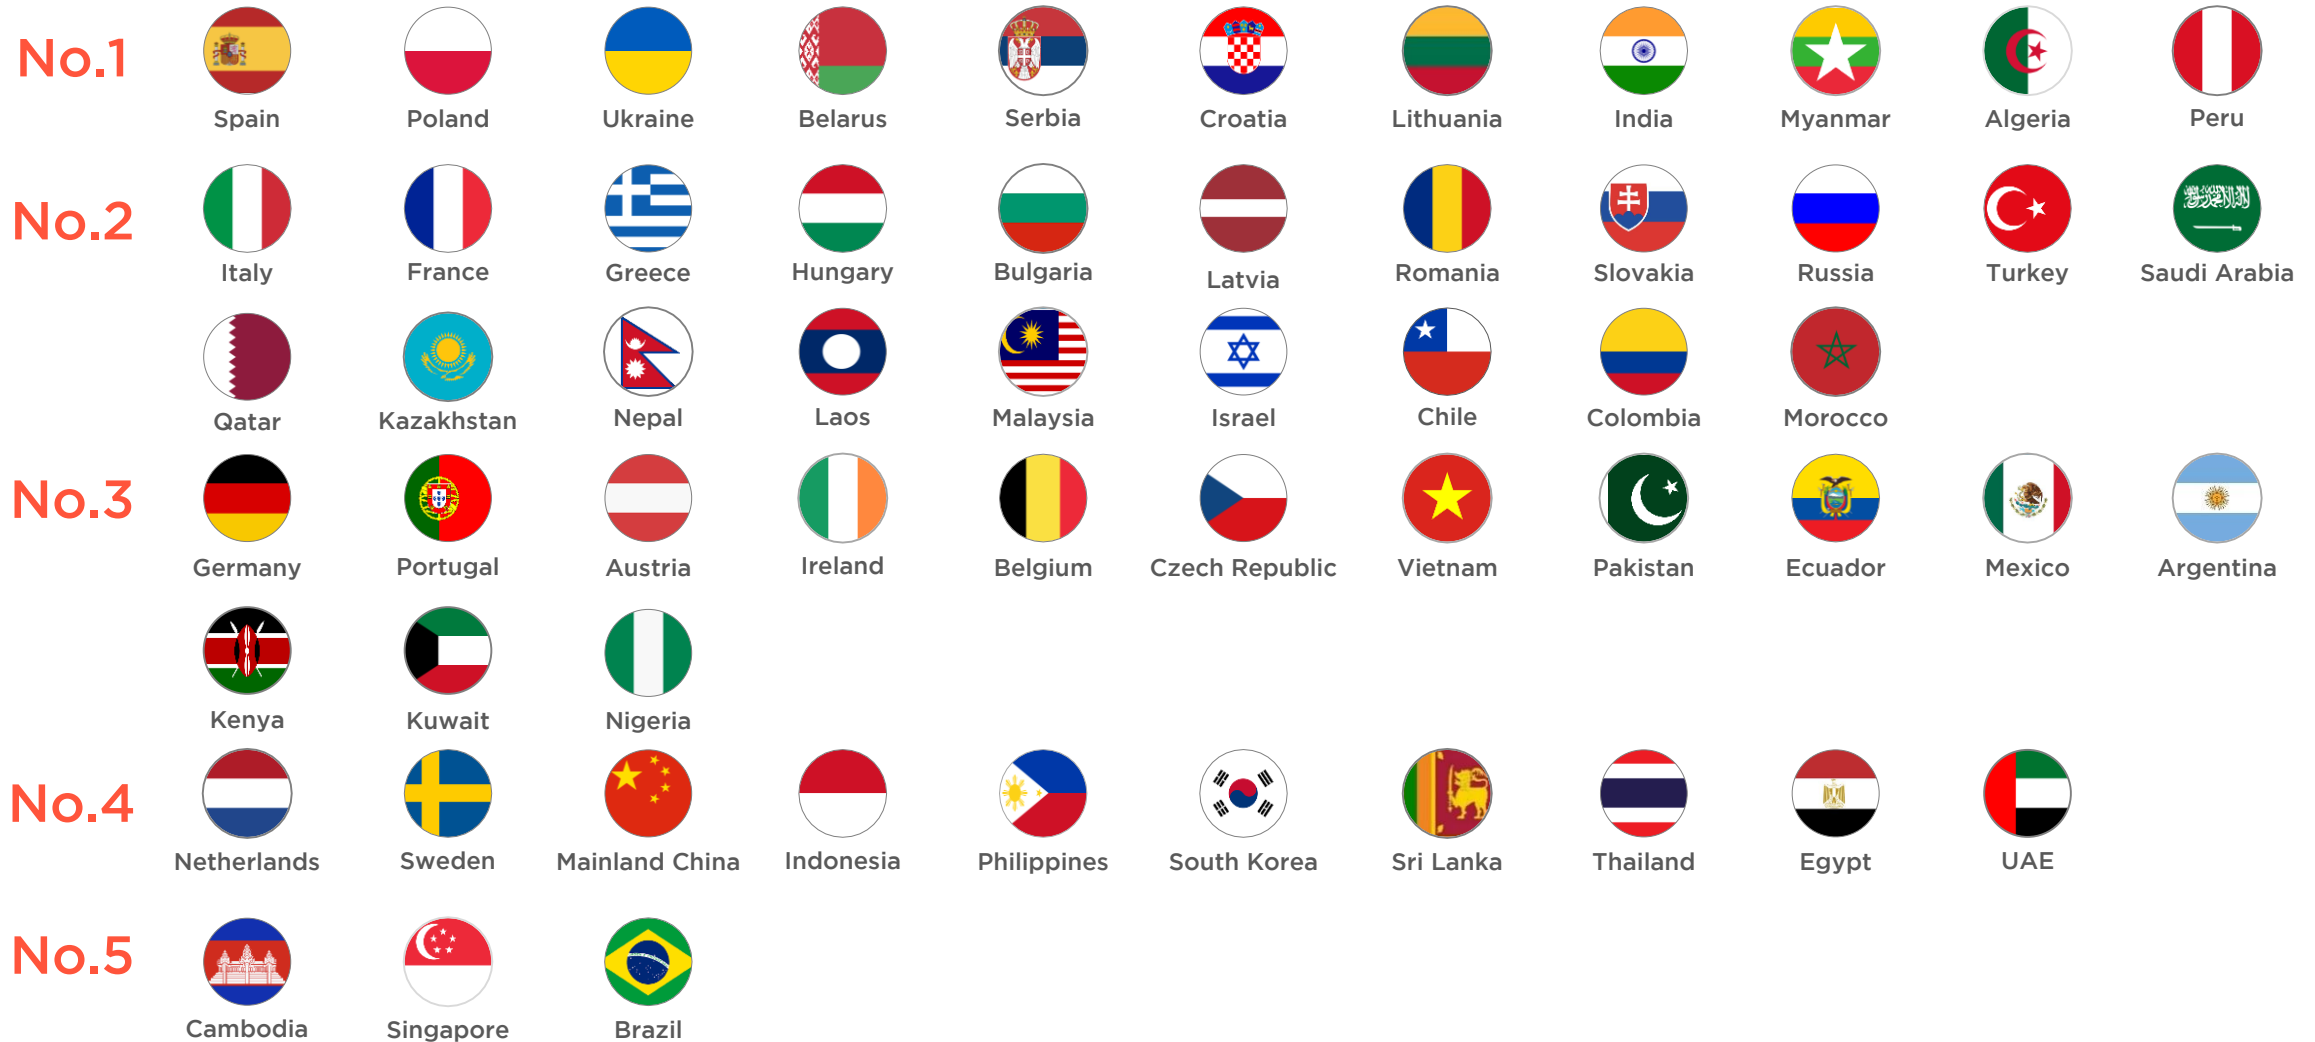 No.1
Spain Poland Ukraine Belarus Serbia Croatia Lithuania India Myanmar Algeria Peru
No.2
Italy France Greece Hungary Bulgaria Latvia Romania Slovakia Russia Turkey Saudi Arabia
Qatar Kazakhstan Nepal Laos Malaysia Israel Chile Colombia Morocco
No.3
Germany Portugal Austria Ireland Belgium Czech Republic Vietnam Pakistan Ecuador Mexico Argentina
Kenya Kuwait Nigeria
No.4
Netherlands Sweden Mainland China Indonesia Philippines South Korea Sri Lanka Thailand Egypt UAE
No.5
Cambodia Singapore Brazil